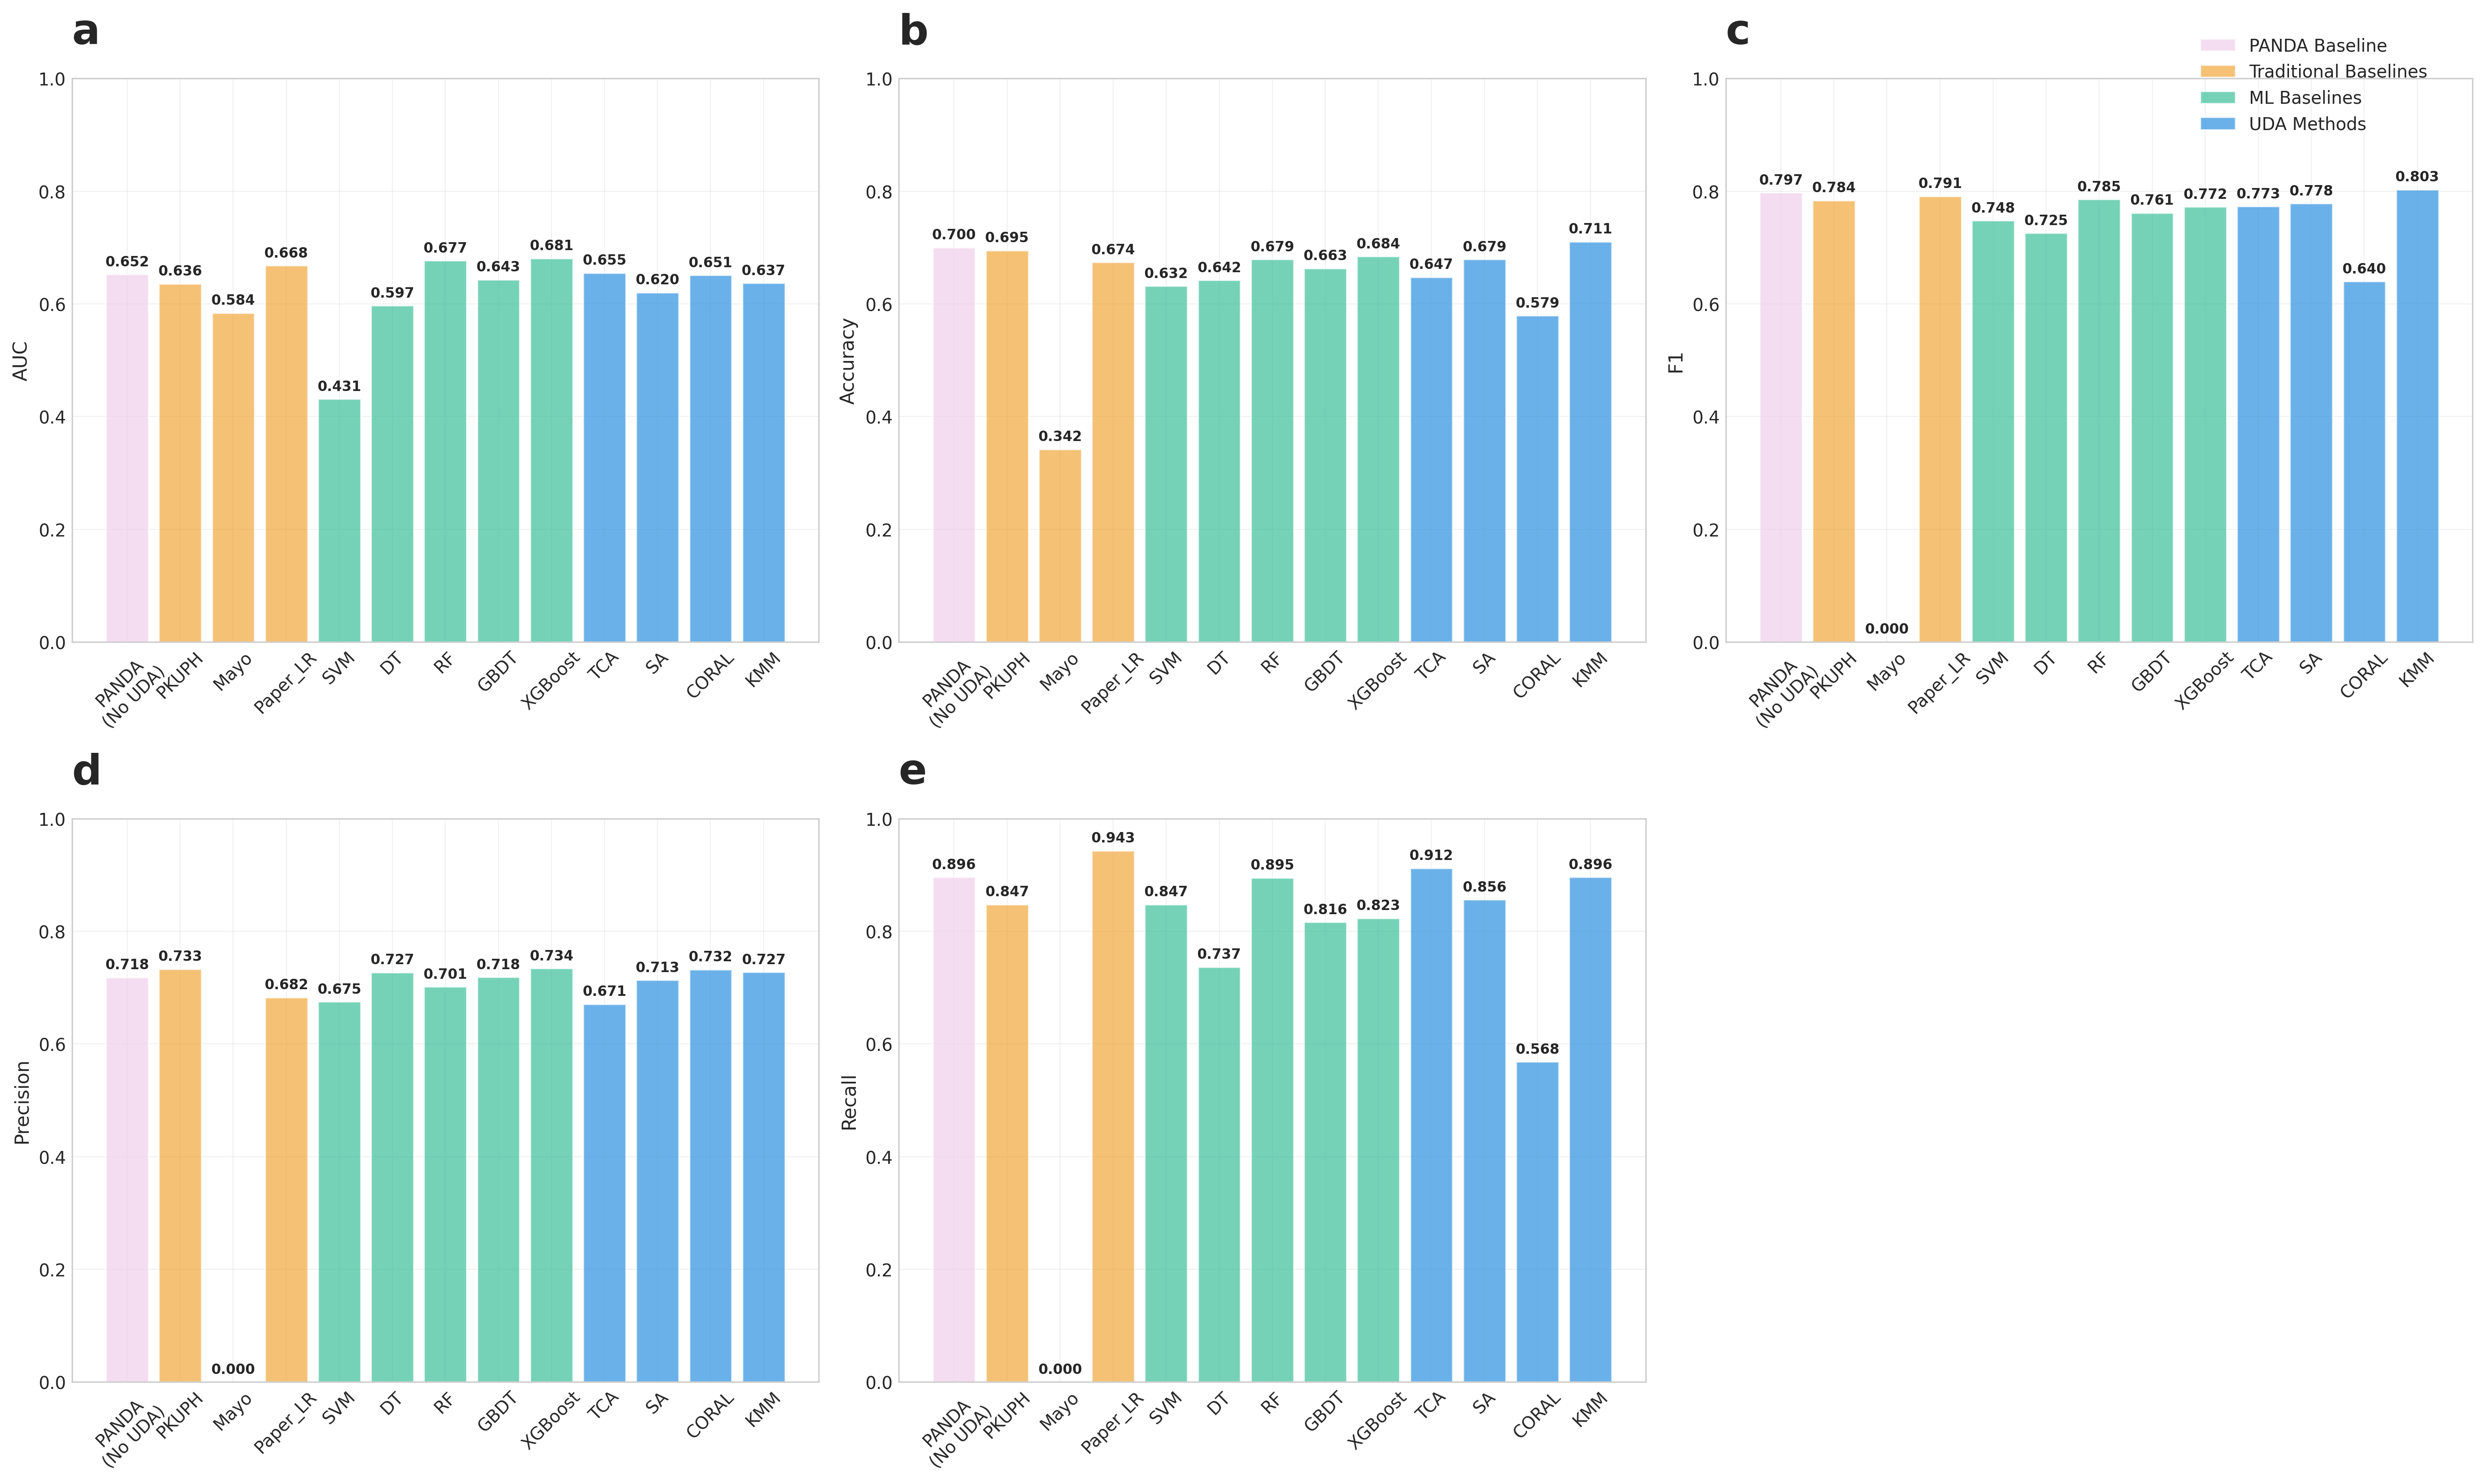 a
1.0
0.8
0.6
0.4
0.2
0.0
AUC
0.652
0.636
0.584
0.668
0.431
0.597
0.677
0.643
0.681
0.655
0.620
0.651
0.637
PANDA
(No UDA)
PKUPH
Mayo
Paper_LR
SVM
DT
RF
GBDT
XGBoost
TCA
SA
CORAL
KMM
b
1.0
0.8
0.6
0.4
0.2
0.0
Accuracy
0.700
0.695
0.342
0.674
0.632
0.642
0.679
0.663
0.684
0.647
0.679
0.579
0.711
PANDA
(No UDA)
PKUPH
Mayo
Paper_LR
SVM
DT
RF
GBDT
XGBoost
TCA
SA
CORAL
KMM
c
PANDA Baseline
Traditional Baselines
ML Baselines
UDA Methods
1.0
0.8
0.6
0.4
0.2
0.0
F1
0.797
0.784
0.000
0.791
0.748
0.725
0.785
0.761
0.772
0.773
0.778
0.640
0.803
PANDA
(No UDA)
PKUPH
Mayo
Paper_LR
SVM
DT
RF
GBDT
XGBoost
TCA
SA
CORAL
KMM
d
1.0
0.8
0.6
0.4
0.2
0.0
Precision
0.718
0.733
0.000
0.682
0.675
0.727
0.701
0.718
0.734
0.671
0.713
0.732
0.727
PANDA
(No UDA)
PKUPH
Mayo
Paper_LR
SVM
DT
RF
GBDT
XGBoost
TCA
SA
CORAL
KMM
e
1.0
0.8
0.6
0.4
0.2
0.0
Recall
0.896
0.847
0.000
0.943
0.847
0.737
0.895
0.816
0.823
0.912
0.856
0.568
0.896
PANDA
(No UDA)
PKUPH
Mayo
Paper_LR
SVM
DT
RF
GBDT
XGBoost
TCA
SA
CORAL
KMM